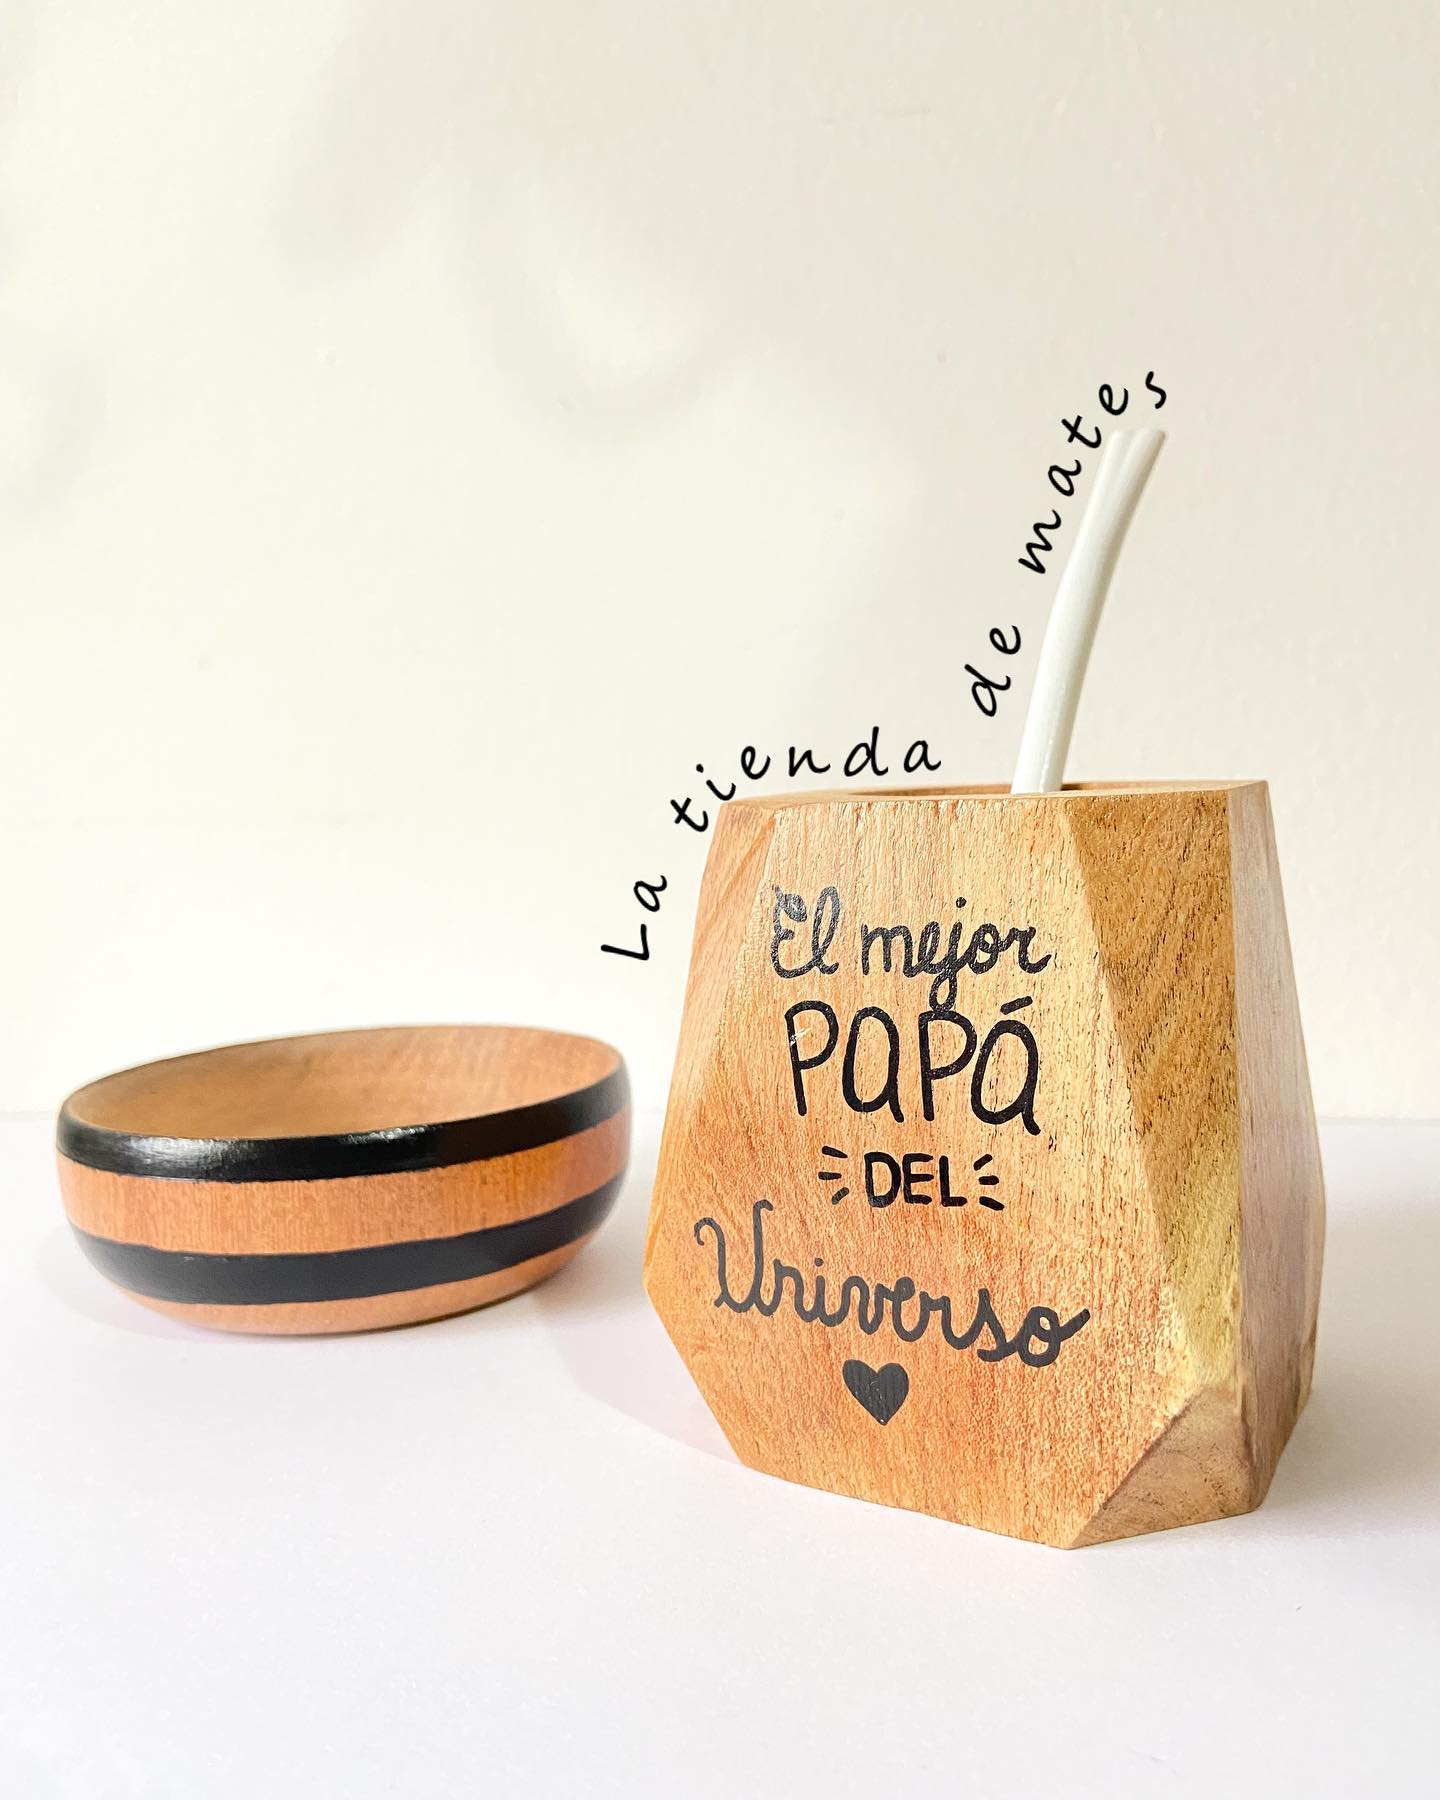 La tienda de mates
El mejor
PAPÁ
DEL
Universo